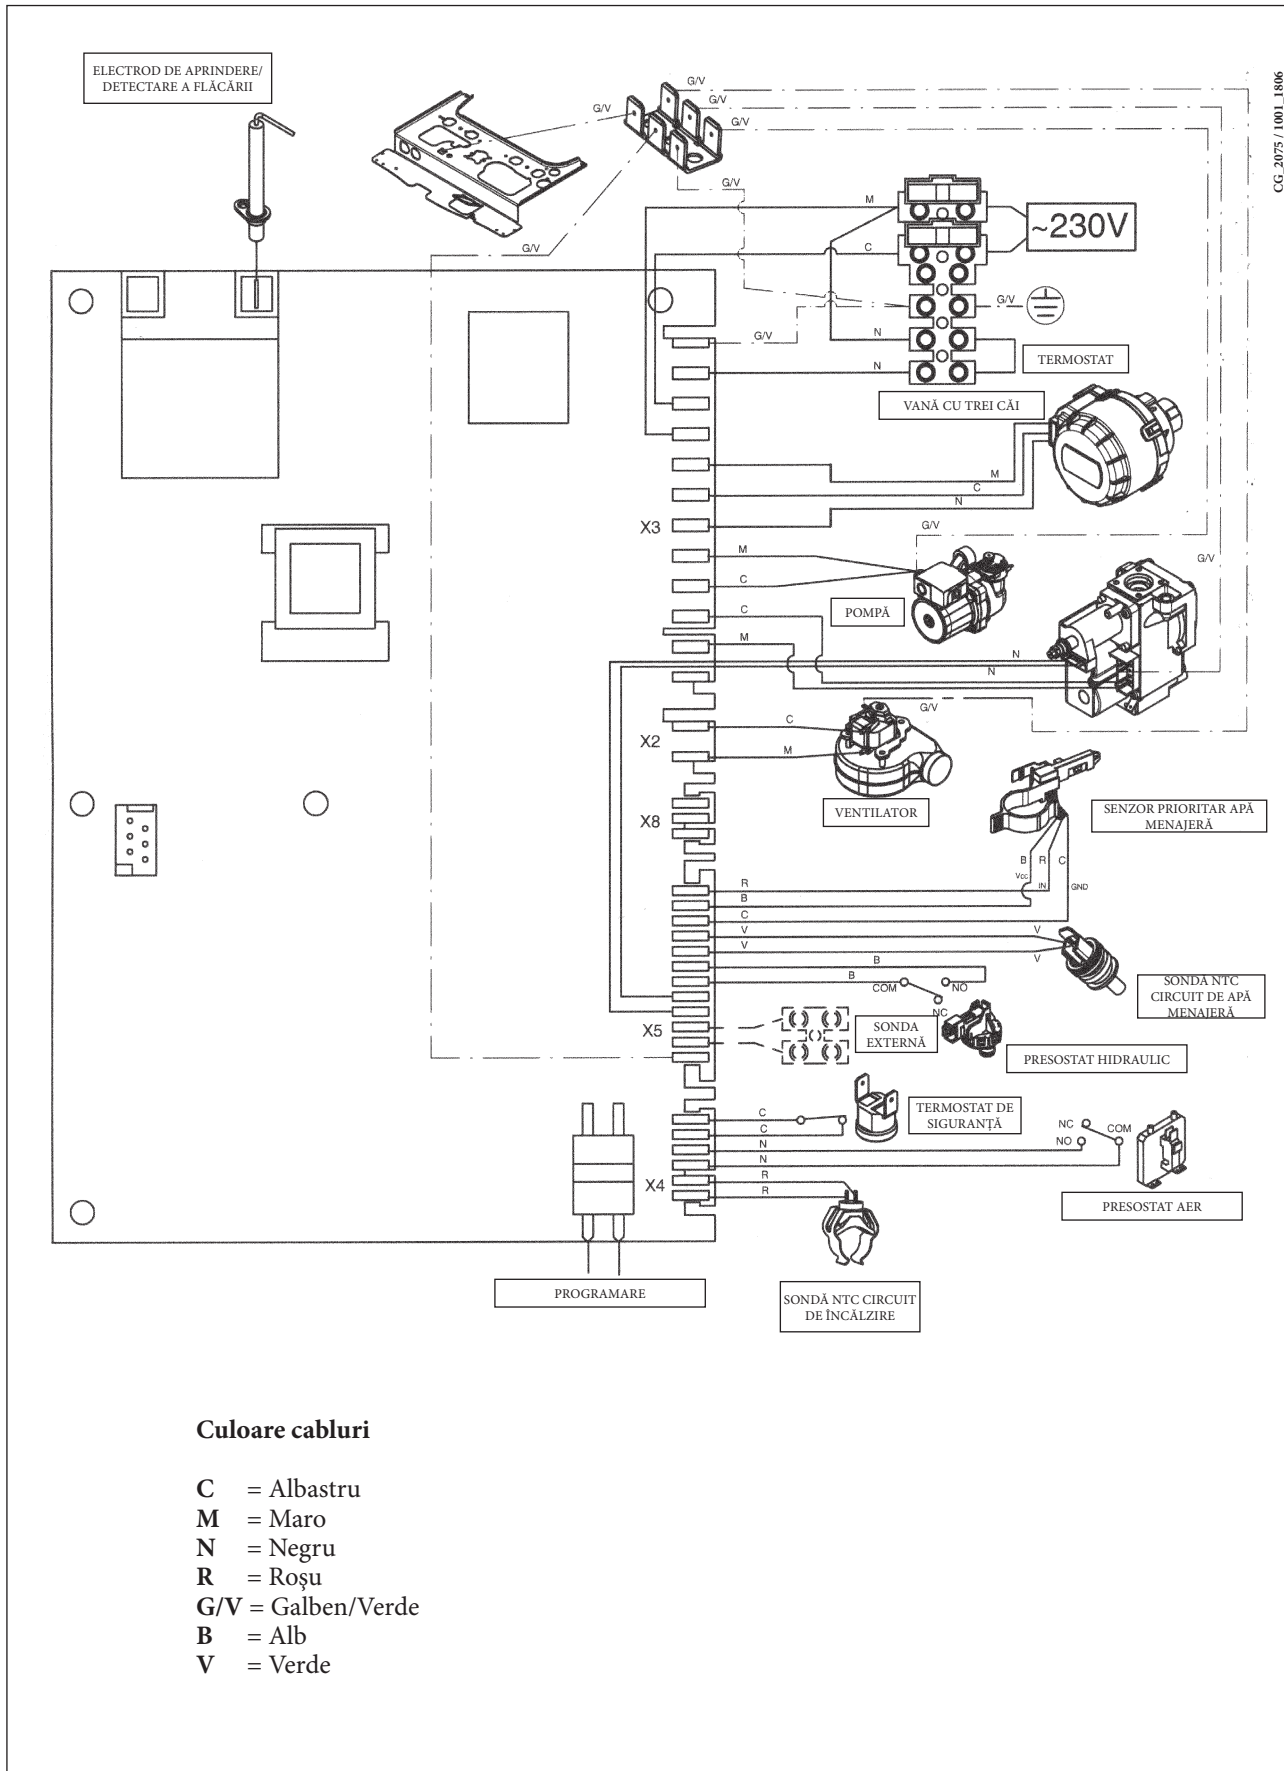 ELECTROD DE APRINDERE/
DETECTARE A FLĂCĂRII
CG_2075 / 1001_1806
G/V
G/V
G/V
G/V
G/V
G/V
M
~230V
C
G/V
G/V
N
TERMOSTAT
N
VANĂ CU TREI CĂI
M
C
N
X3
G/V
M
G/V
C
C
POMPĂ
M
N
N
G/V
C
X2
M
VENTILATOR
SENZOR PRIORITAR APĂ
MENAJERĂ
X8
B R C
Vcc
IN
GND
R
B
C
V
V
V
V
B
B
COM
NO
NC
SONDĂ NTC
CIRCUIT DE APĂ
MENAJERĂ
X5
SONDA
EXTERNĂ
PRESOSTAT HIDRAULIC
C
C
TERMOSTAT DE
SIGURANŢĂ
NC
COM
NO
N
N
X4
R
R
PRESOSTAT AER
PROGRAMARE
SONDĂ NTC CIRCUIT
DE ÎNCĂLZIRE
Culoare cabluri
C = Albastru
M = Maro
N = Negru
R = Roşu
G/V = Galben/Verde
B = Alb
V = Verde